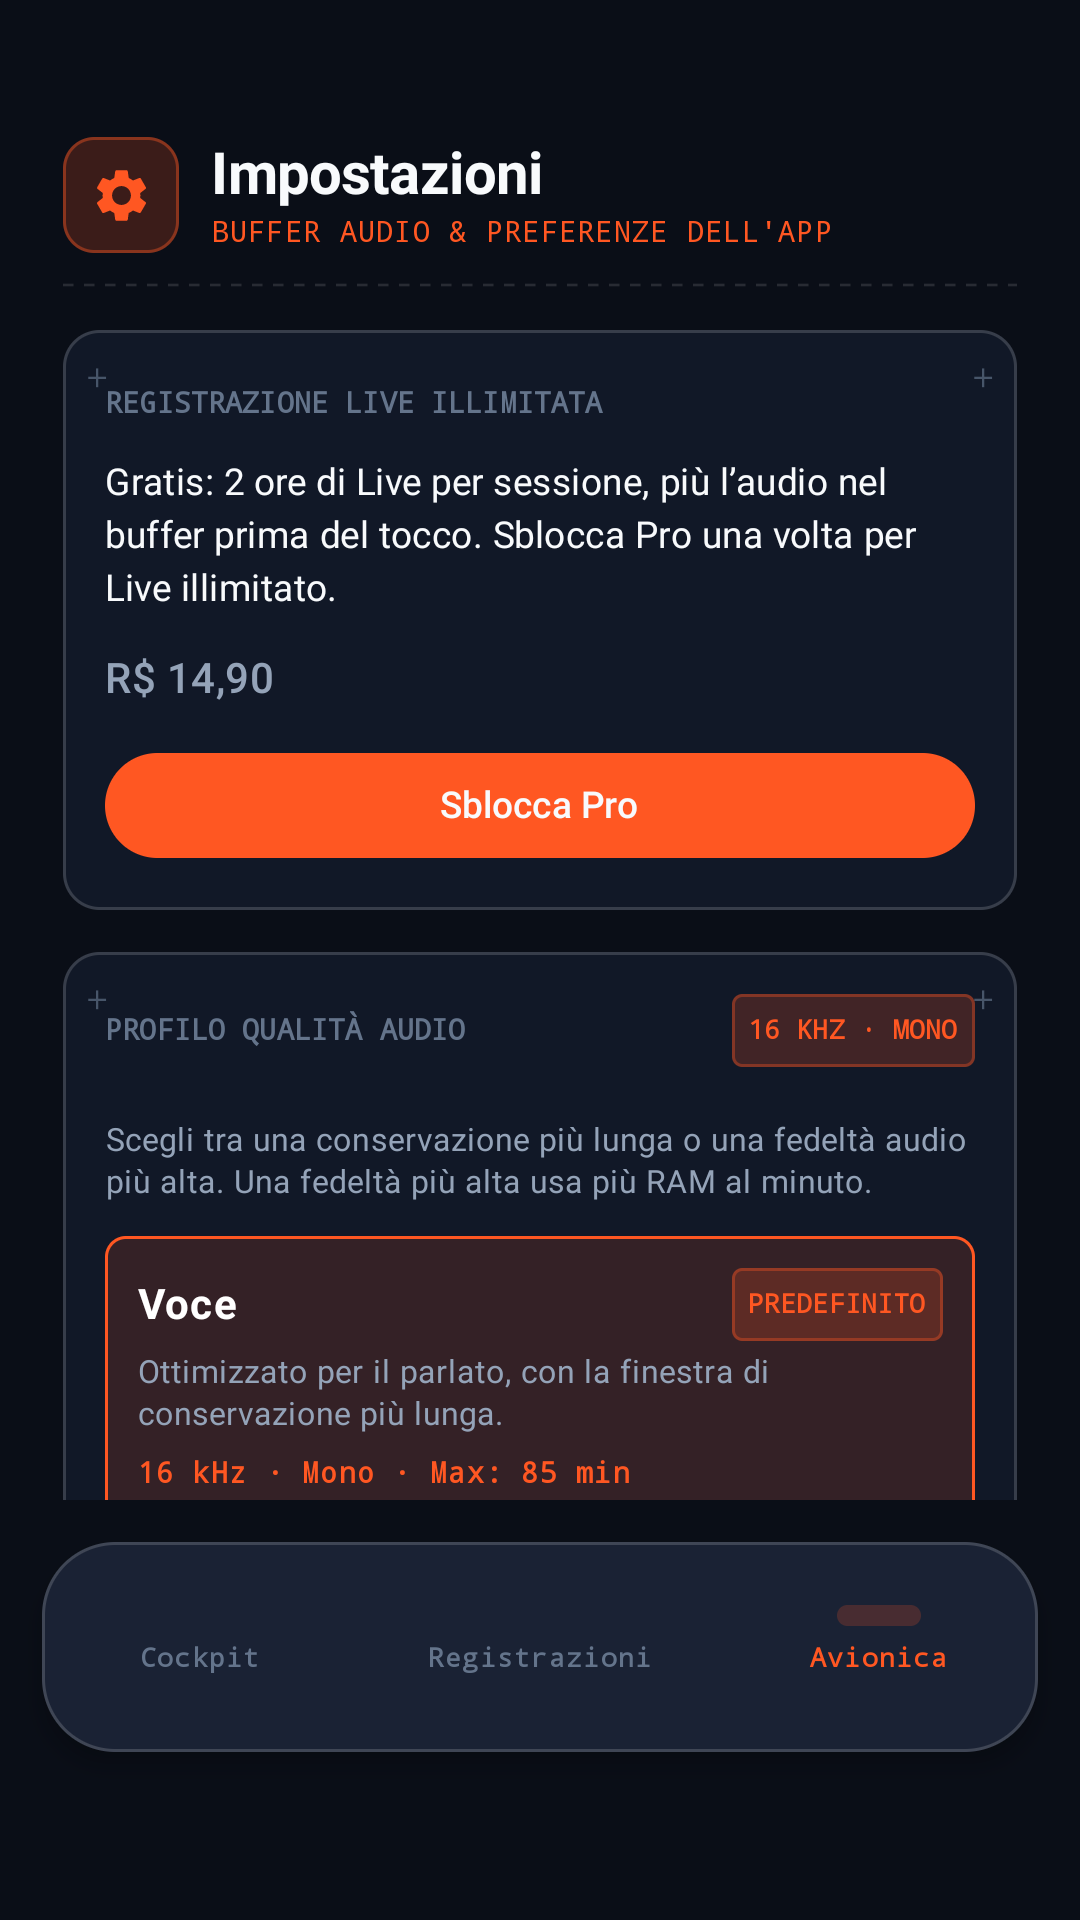 Impostazioni
BUFFER AUDIO & PREFERENZE DELL'APP
REGISTRAZIONE LIVE ILLIMITATA
Gratis: 2 ore di Live per sessione, più l’audio nel
buffer prima del tocco. Sblocca Pro una volta per
Live illimitato.
R$ 14,90
Sblocca Pro
PROFILO QUALITÀ AUDIO
16 KHZ · MONO
Scegli tra una conservazione più lunga o una fedeltà audio
più alta. Una fedeltà più alta usa più RAM al minuto.
Voce
PREDEFINITO
Ottimizzato per il parlato, con la finestra di
conservazione più lunga.
16 kHz · Mono · Max: 85 min
Cockpit
Registrazioni
Avionica